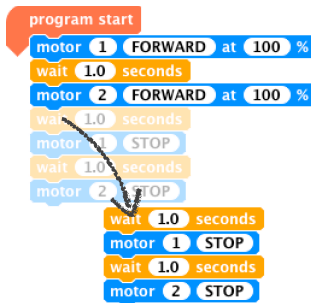 program start
motor 1 FORWARD at 100 %
wait 1.0 seconds
motor 2 FORWARD at 100 %
wait 1.0 seconds
motor 1 STOP
wait 1.0 seconds
motor 2 STOP
wait 1.0 seconds
motor 1 STOP
wait 1.0 seconds
motor 2 STOP